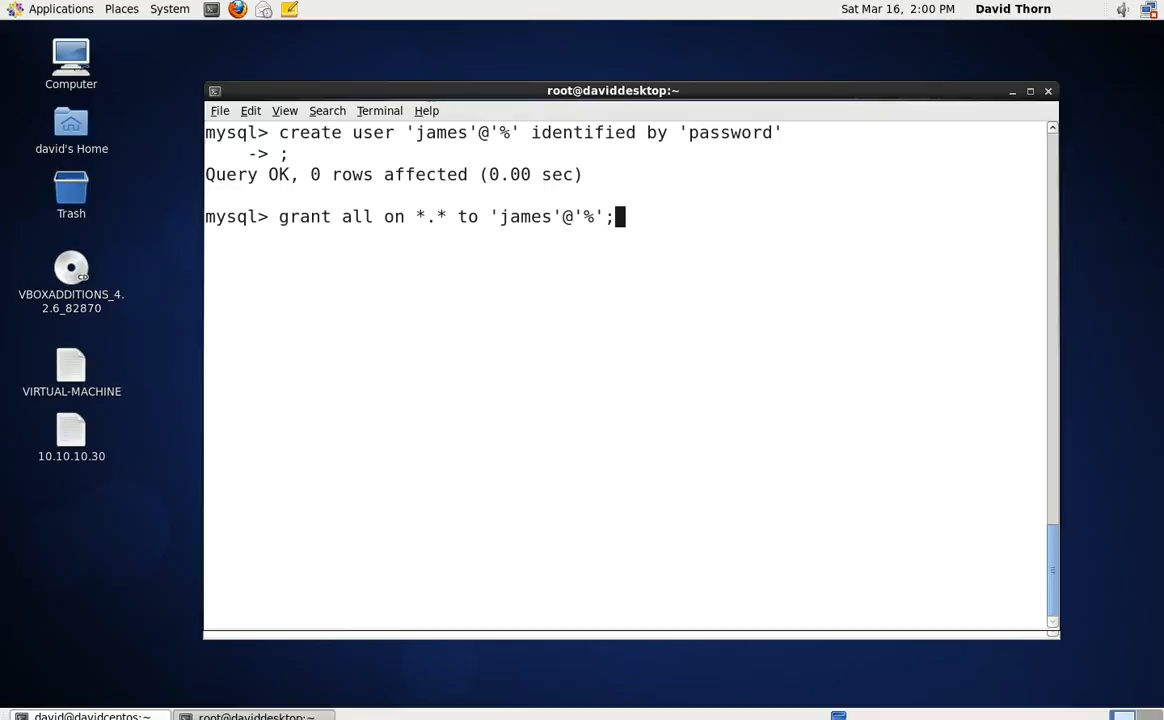 Applications Places System Sat Mar 16, 2:00 PM David Thorn
Computer
david's Home
Trash
VBOXADDITIONS_4.
2.6_82870
VIRTUAL-MACHINE
10.10.10.30
root@daviddesktop:~
File Edit View Search Terminal Help
mysql> create user 'james'@'%' identified by 'password'
-> ;
Query OK, 0 rows affected (0.00 sec)
mysql> grant all on *.* to 'james'@'%';
david@davidcentos:~ root@daviddesktop:~